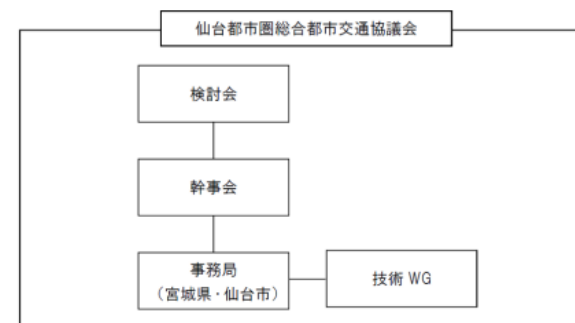 仙台都市圏総合都市交通協議会
検討会
幹事会
事務局
（宮城県・仙台市）
技術 WG